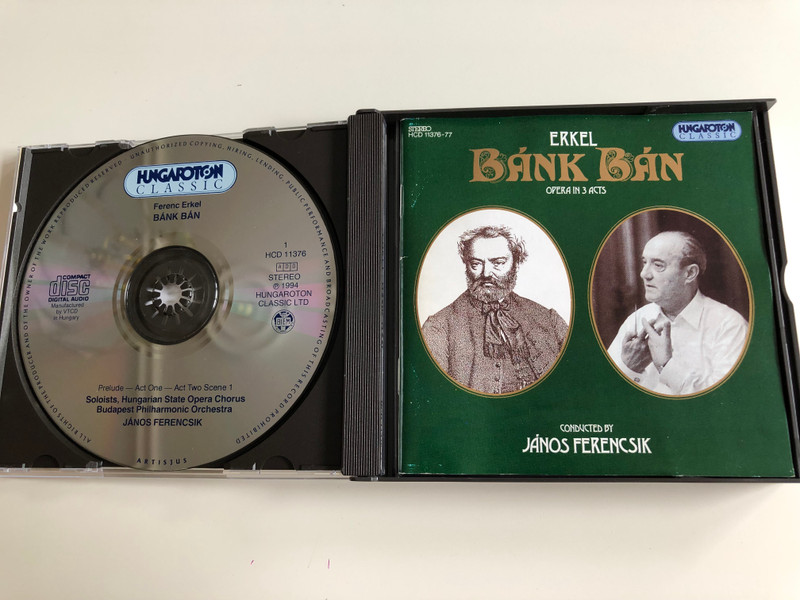 ALL RIGHTS OF THE PRODUCER AND OF THE OWNER OF THE WORK REPRODUCED RESERVED · UNAUTHORIZED COPYING, HIRING, LENDING, PUBLIC PERFORMANCE AND BROADCASTING OF THIS RECORD PROHIBITED
HUNGAROTON
CLASSIC
Ferenc Erkel
BÁNK BÁN
1
HCD 11376
STEREO
℗ 1994
HUNGAROTON
CLASSIC LTD
COMPACT
disc
DIGITAL AUDIO
Manufactured
by VTCD
in Hungary
Prelude — Act One — Act Two Scene 1
Soloists, Hungarian State Opera Chorus
Budapest Philharmonic Orchestra
JÁNOS FERENCSIK
ARTISJUS
STEREO
HCD 11376-77
HUNGAROTON
CLASSIC
ERKEL
BÁNK BÁN
OPERA IN 3 ACTS
CONDUCTED BY
JÁNOS FERENCSIK